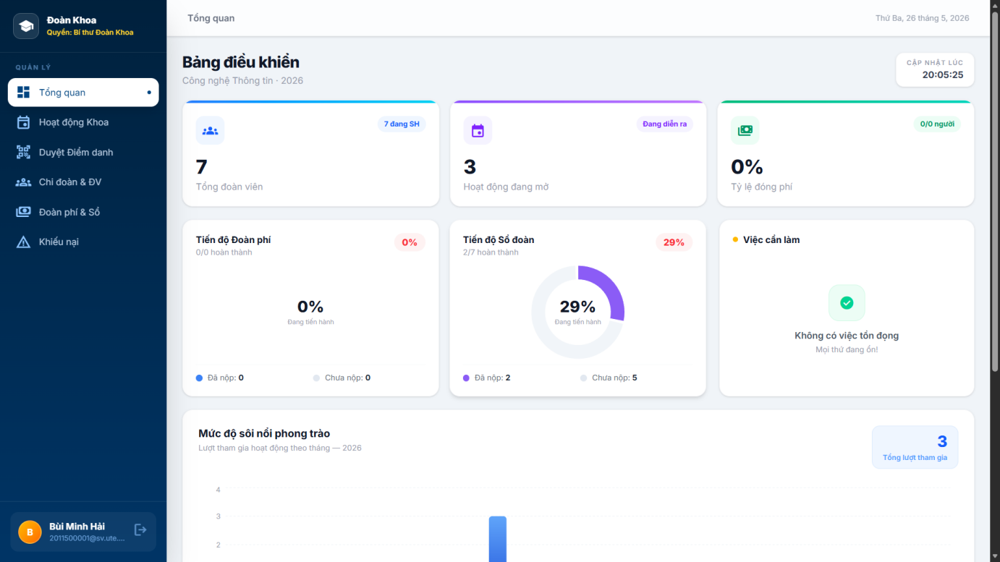 Đoàn Khoa
Quyền: Bí thư Đoàn Khoa
QUẢN LÝ
Tổng quan
Hoạt động Khoa
Duyệt Điểm danh
Chi đoàn & ĐV
Đoàn phí & Sổ
Khiếu nại
B
Bùi Minh Hải
2011500001@sv.ute....
Tổng quan
Thứ Ba, 26 tháng 5, 2026
Bảng điều khiển
Công nghệ Thông tin · 2026
CẬP NHẬT LÚC
20:05:25
7 đang SH
7
Tổng đoàn viên
Đang diễn ra
3
Hoạt động đang mở
0/0 người
0%
Tỷ lệ đóng phí
Tiến độ Đoàn phí
0%
0/0 hoàn thành
0%
Đang tiến hành
Đã nộp: 0
Chưa nộp: 0
Tiến độ Sổ đoàn
29%
2/7 hoàn thành
29%
Đang tiến hành
Đã nộp: 2
Chưa nộp: 5
Việc cần làm
Không có việc tồn đọng
Mọi thứ đang ổn!
Mức độ sôi nổi phong trào
Lượt tham gia hoạt động theo tháng — 2026
3
Tổng lượt tham gia
4
3
2